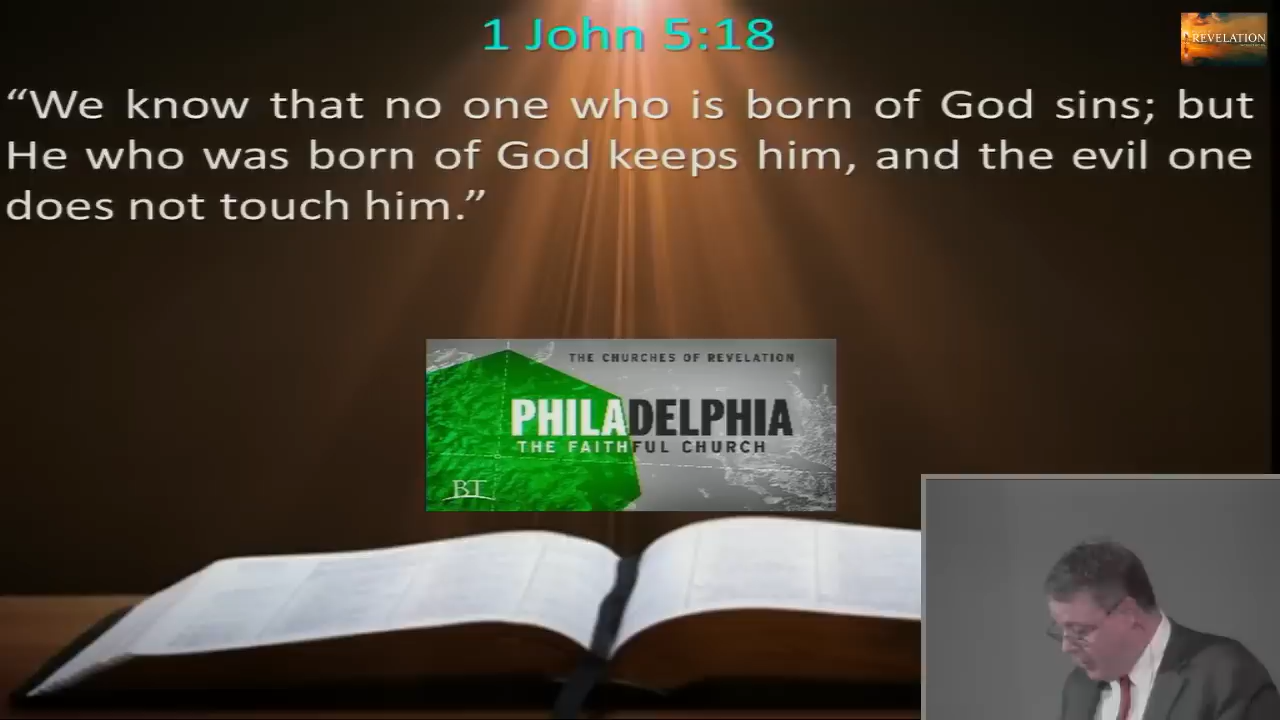 1 John 5:18
REVELATION
“We know that no one who is born of God sins; but
He who was born of God keeps him, and the evil one
does not touch him.”
THE CHURCHES OF REVELATION
PHILADELPHIA
THE FAITHFUL CHURCH
BT